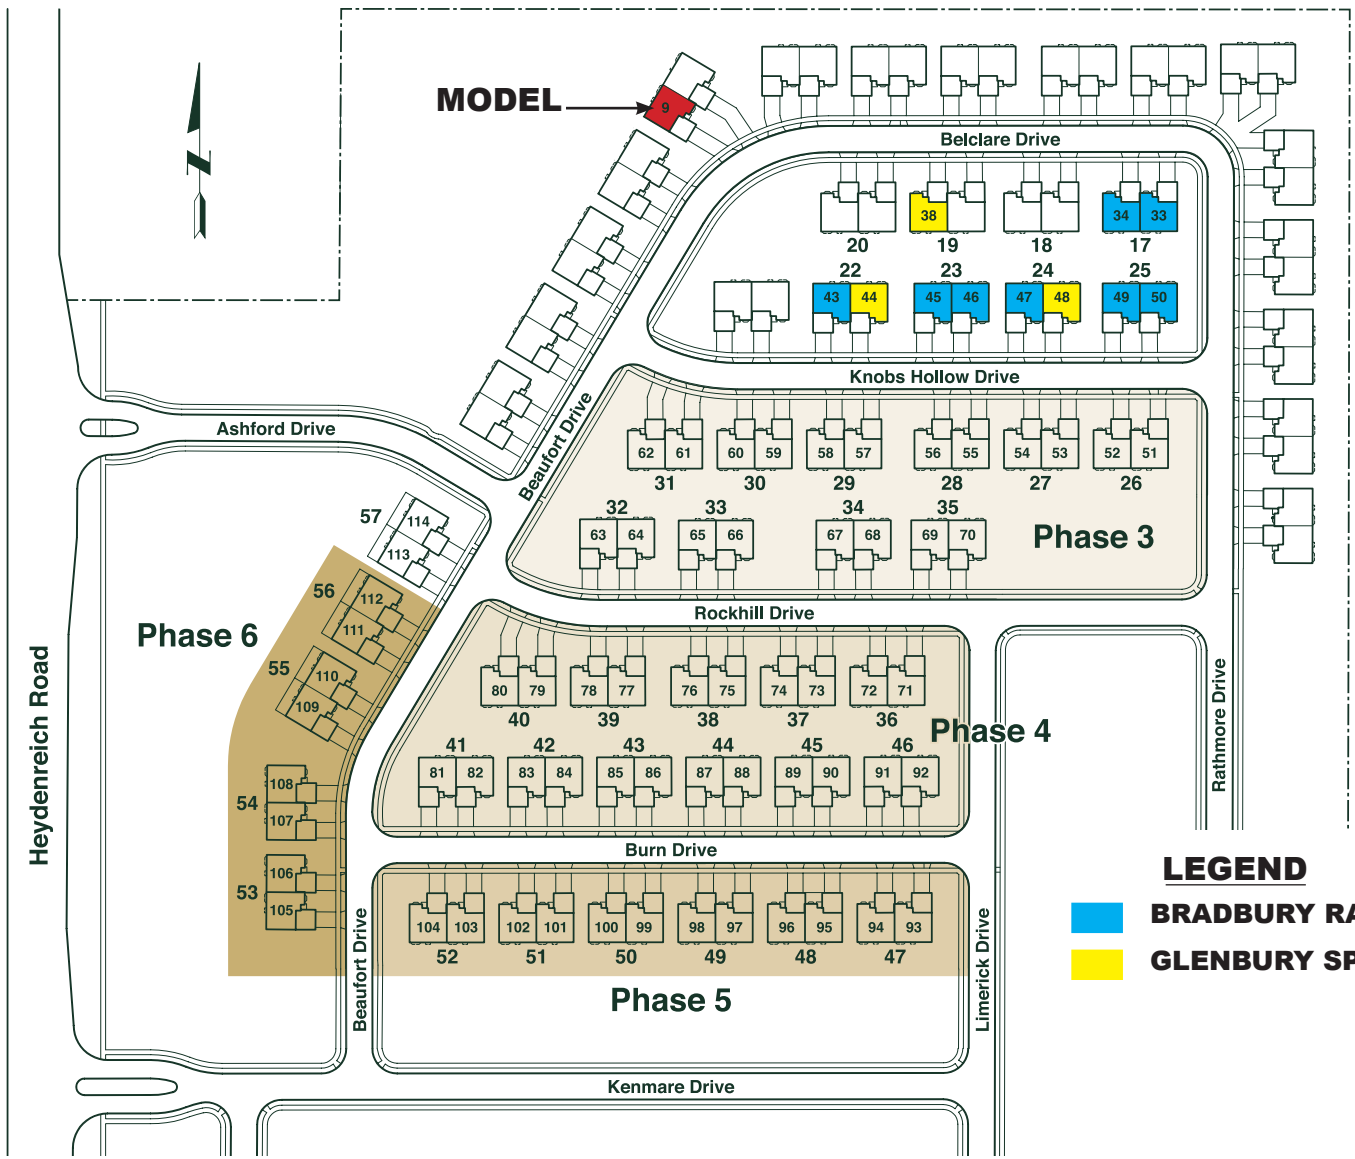 MODEL
9
Belclare Drive
38
34 33
20 19 18 17
22 23 24 25
43 44 45 46 47 48 49 50
Knobs Hollow Drive
Ashford Drive
Beaufort Drive
62 61 60 59 58 57 56 55 54 53 52 51
31 30 29 28 27 26
32 33 34 35
63 64 65 66 67 68 69 70
Phase 3
57
114
113
Rockhill Drive
56
112
111
Phase 6
55
110
109
80 79 78 77 76 75 74 73 72 71
40 39 38 37 36
Phase 4
41 42 43 44 45 46
81 82 83 84 85 86 87 88 89 90 91 92
54
108
107
Heydenreich Road
Rathmore Drive
Burn Drive
53
106
105
104 103 102 101 100 99 98 97 96 95 94 93
52 51 50 49 48 47
Beaufort Drive
Limerick Drive
Phase 5
Kenmare Drive
LEGEND
BRADBURY RA
GLENBURY SP